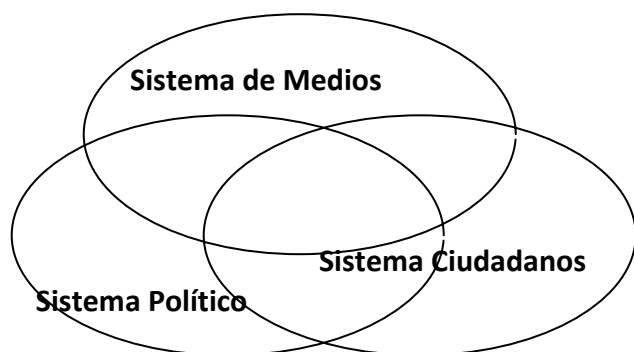 Sistema de Medios
Sistema Ciudadanos
Sistema Político